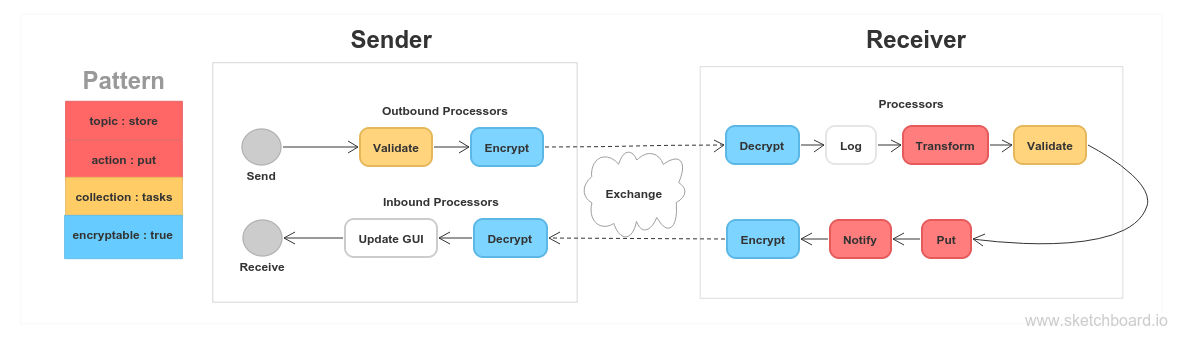 Sender
Receiver
Pattern
topic : store
action : put
collection : tasks
encryptable : true
Outbound Processors
Send
Validate
Encrypt
Inbound Processors
Receive
Update GUI
Decrypt
Exchange
Processors
Decrypt
Log
Transform
Validate
Encrypt
Notify
Put
www.sketchboard.io